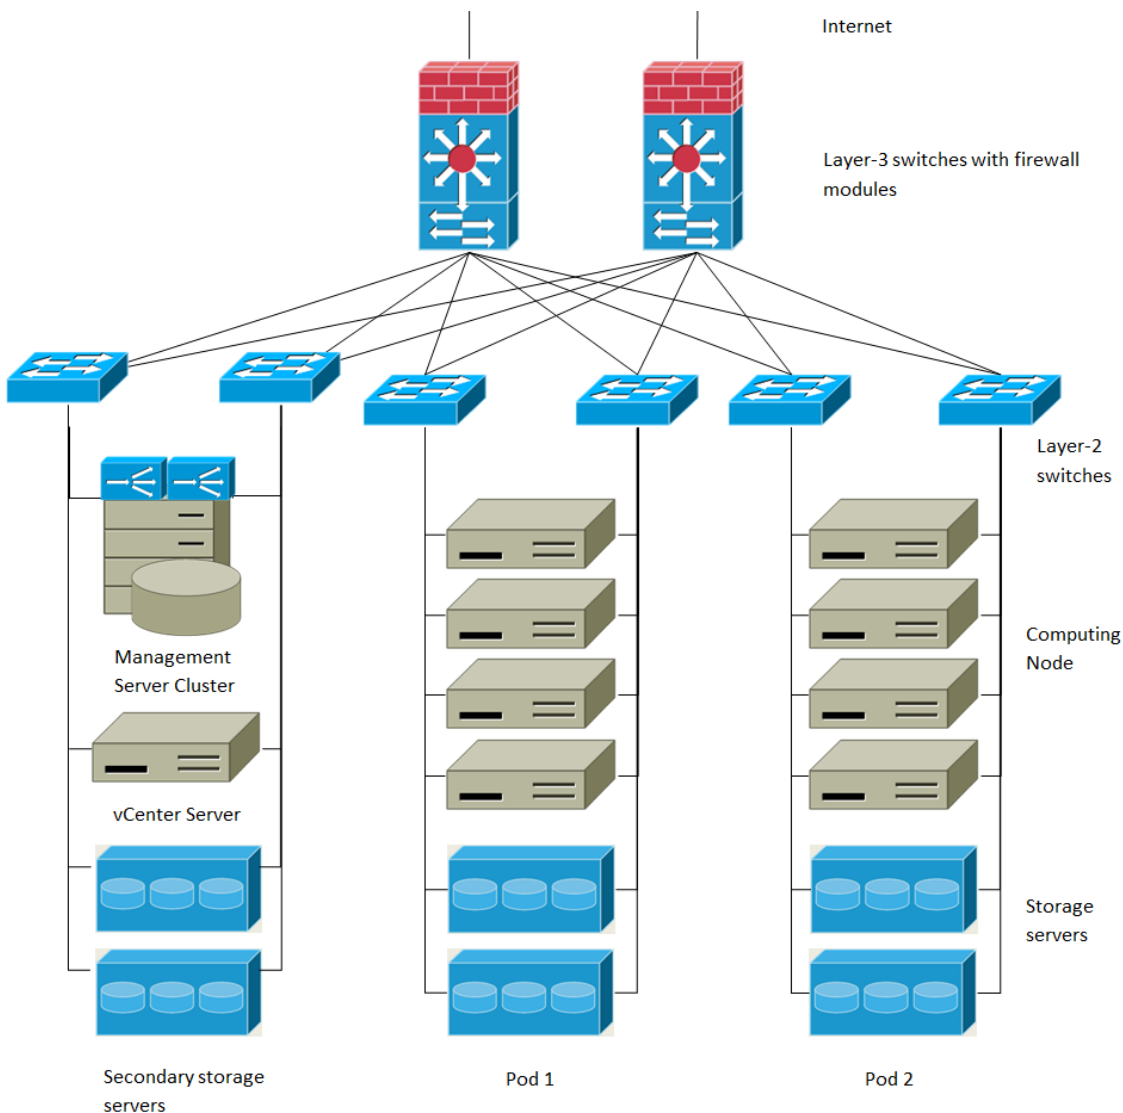 Internet
Layer-3 switches with firewall
modules
Layer-2
switches
Management
Server Cluster
Computing
Node
vCenter Server
Storage
servers
Secondary storage
servers
Pod 1
Pod 2